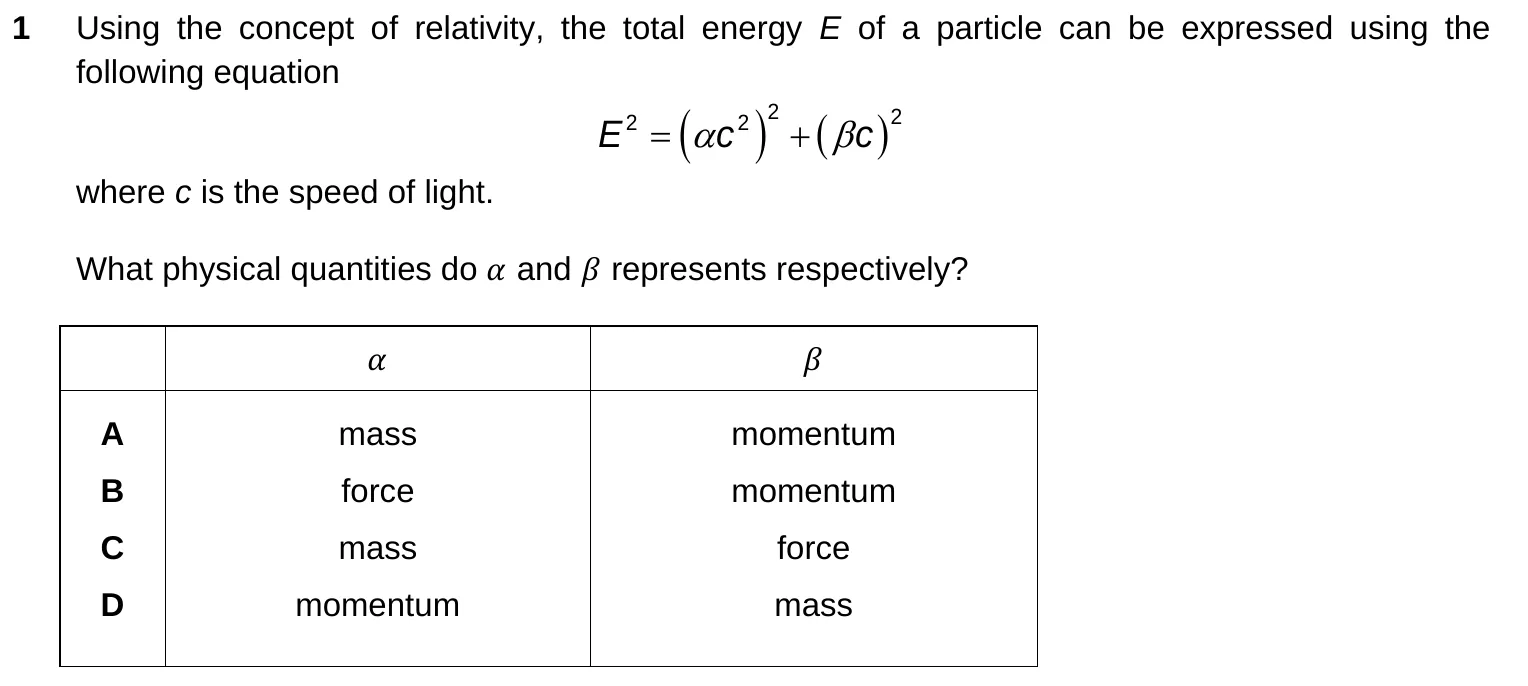 1 Using the concept of relativity, the total energy E of a particle can be expressed using the
following equation
E² = (αc²)² + (βc)²
where c is the speed of light.
What physical quantities do α and β represents respectively?
α β
A mass momentum
B force momentum
C mass force
D momentum mass